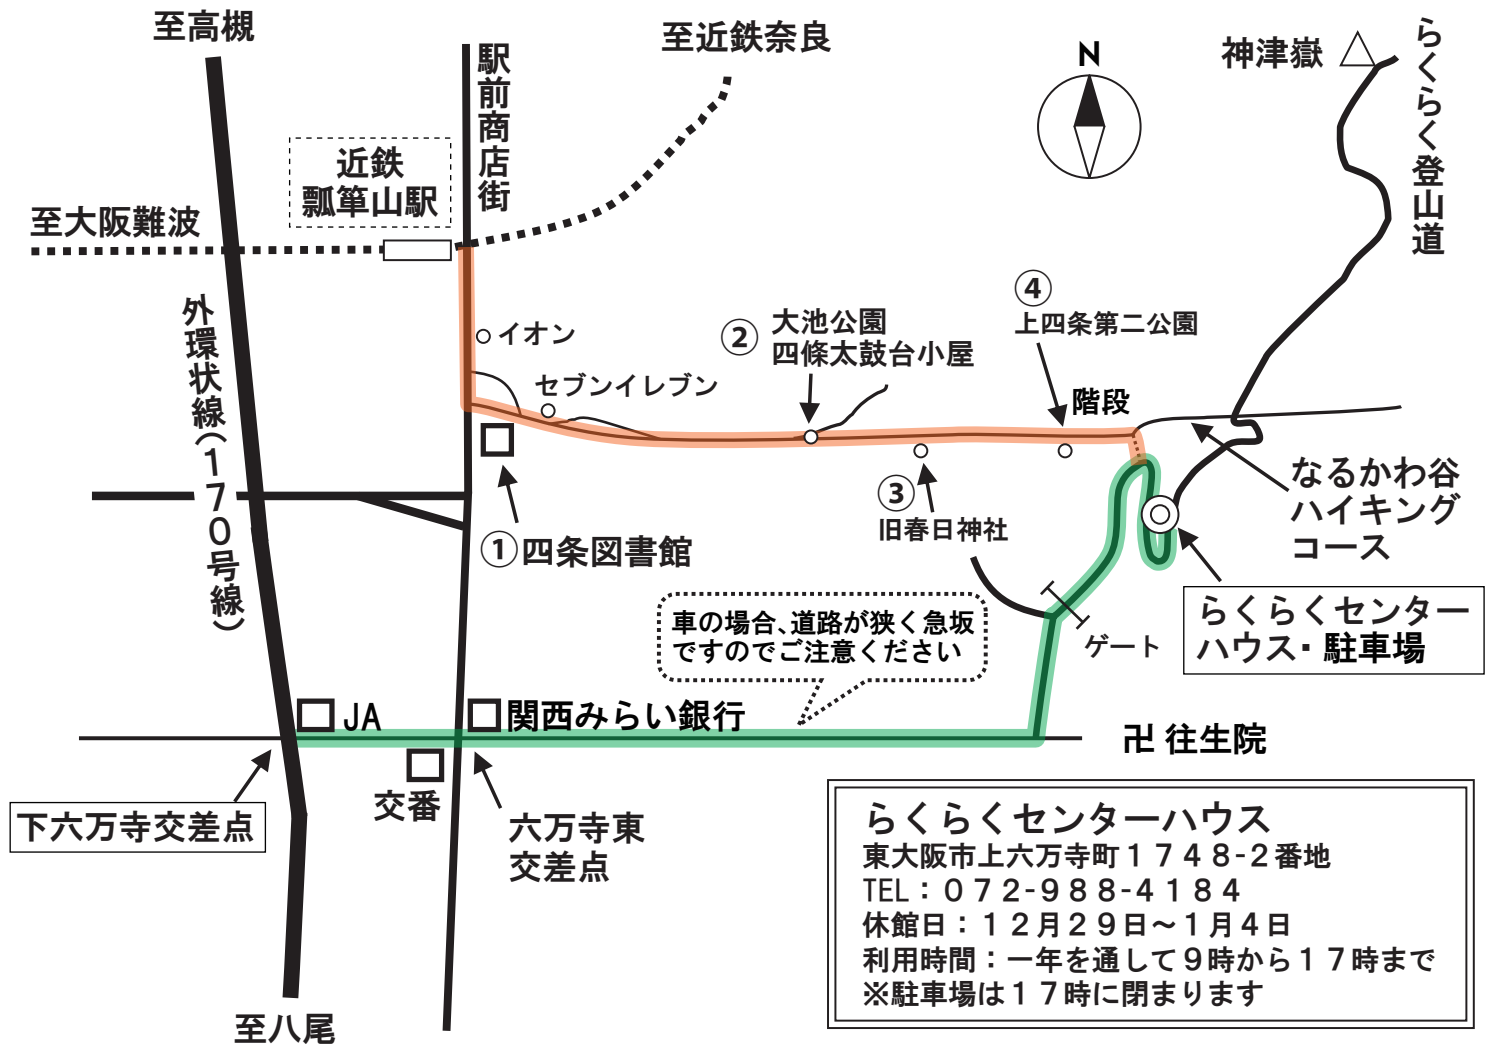 至高槻
駅前商店街
至近鉄奈良
N
神津嶽
らくらく登山道
近鉄
瓢箪山駅
至大阪難波
外環状線(170号線)
イオン
セブンイレブン
②
大池公園
四條太鼓台小屋
④
上四条第二公園
階段
なるかわ谷
ハイキング
コース
③
旧春日神社
①四条図書館
らくらくセンター
ハウス・駐車場
車の場合、道路が狭く急坂
ですのでご注意ください
ゲート
JA
関西みらい銀行
卍 往生院
交番
下六万寺交差点
六万寺東
交差点
至八尾
らくらくセンターハウス
東大阪市上六万寺町1748-2番地
TEL:072-988-4184
休館日:12月29日〜1月4日
利用時間:一年を通して9時から17時まで
※駐車場は17時に閉まります